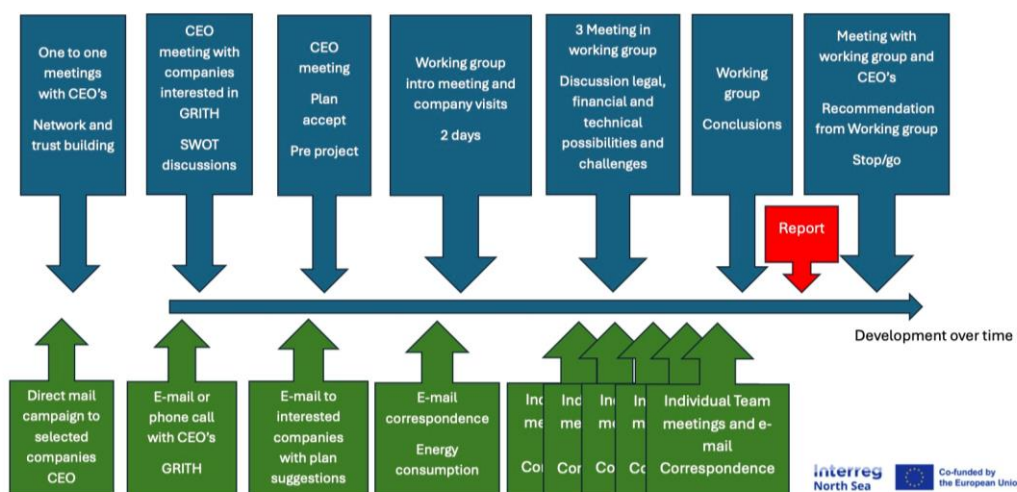 One to one
meetings
with CEO's
Network and
trust building
CEO
meeting with
companies
interested in
GRITH
SWOT
discussions
CEO
meeting
Plan
accept
Pre project
Working group
intro meeting and
company visits
2 days
3 Meeting in
working group
Discussion legal,
financial and
technical
possibilities and
challenges
Working
group
Conclusions
Meeting with
working group and
CEO's
Recommendation
from Working group
Stop/go
Report
Development over time
Direct mail
campaign to
selected
companies
CEO
E-mail or
phone call
with CEO's
GRITH
E-mail to
interested
companies
with plan
suggestions
E-mail
correspondence
Energy
consumption
Individual Team
meetings and e-
mail
Correspondence
Interreg
North Sea
Co-funded by
the European Unio